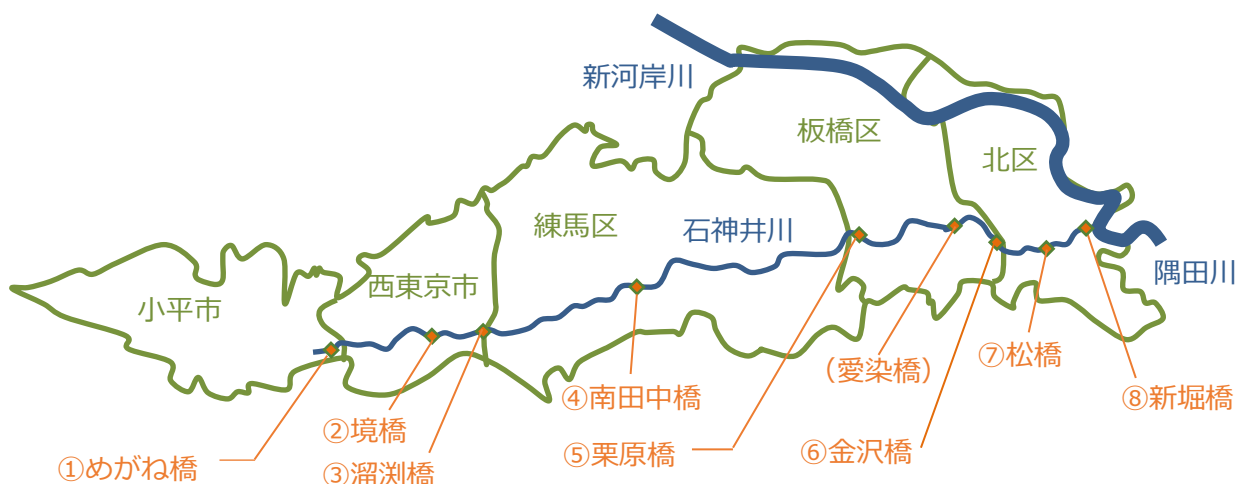 新河岸川
板橋区
北区
練馬区
石神井川
隅田川
西東京市
小平市
⑦松橋
(愛染橋)
④南田中橋
⑧新堀橋
②境橋
⑤栗原橋
⑥金沢橋
①めがね橋
③溜渕橋